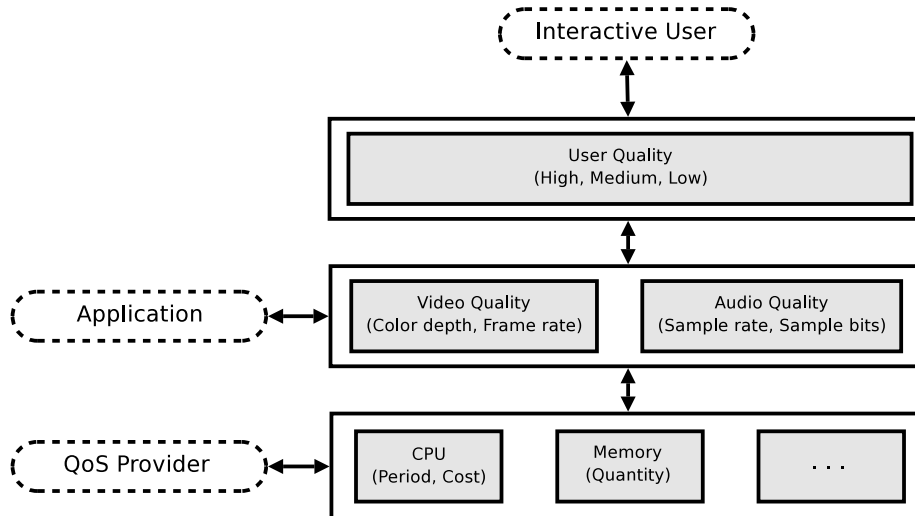 Interactive User
User Quality
(High, Medium, Low)
Application
Video Quality
(Color depth, Frame rate)
Audio Quality
(Sample rate, Sample bits)
QoS Provider
CPU
(Period, Cost)
Memory
(Quantity)
. . .